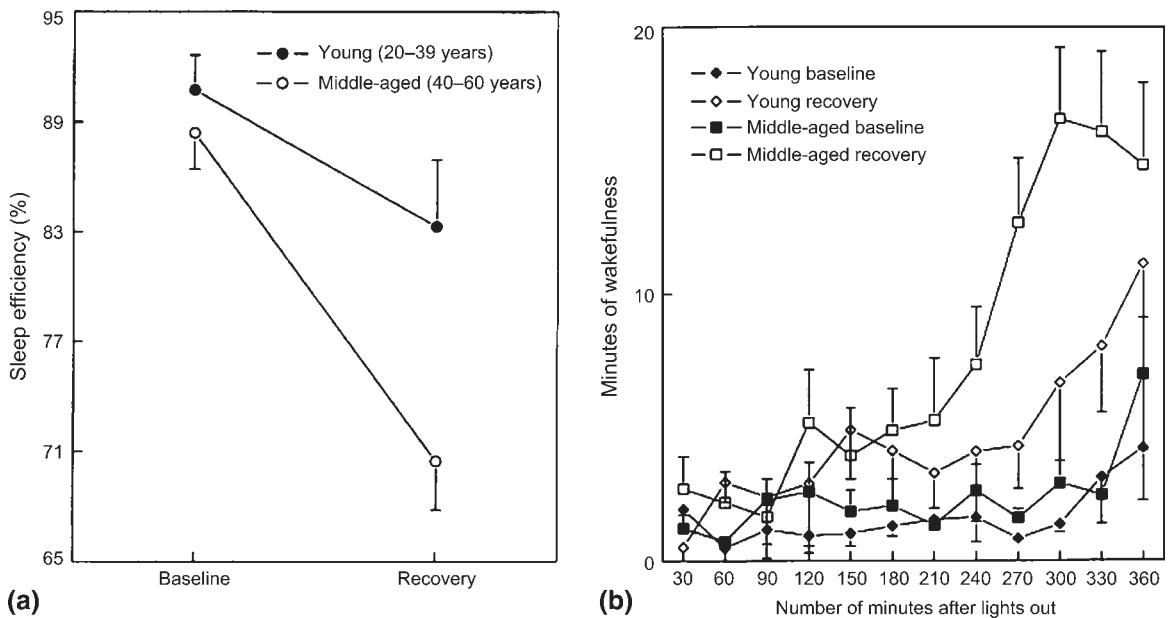 95
89
83
77
71
65
Sleep efficiency (%)
Young (20–39 years)
Middle-aged (40–60 years)
Baseline Recovery
(a)
20
10
0
Minutes of wakefulness
Young baseline
Young recovery
Middle-aged baseline
Middle-aged recovery
30 60 90 120 150 180 210 240 270 300 330 360
Number of minutes after lights out
(b)